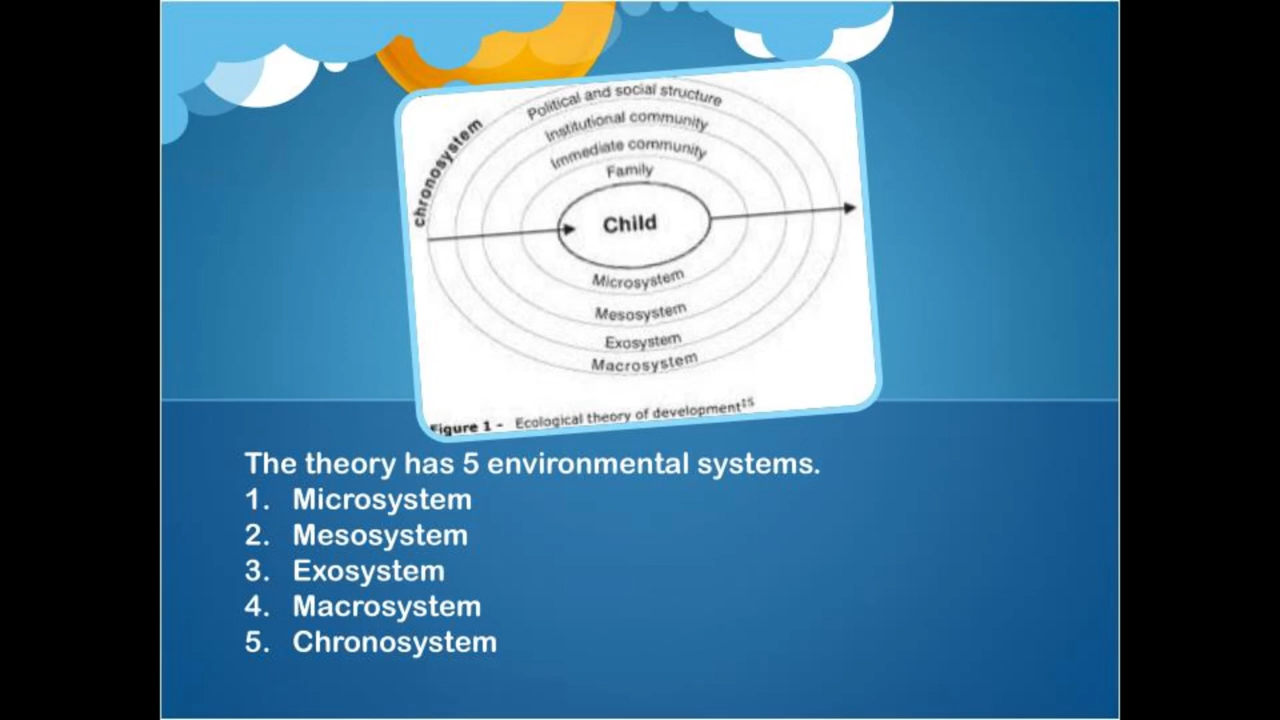 Political and social structure
Institutional community
Immediate community
Family
chronosystem
Child
Microsystem
Mesosystem
Exosystem
Macrosystem
Figure 1 - Ecological theory of development15
The theory has 5 environmental systems.
1. Microsystem
2. Mesosystem
3. Exosystem
4. Macrosystem
5. Chronosystem